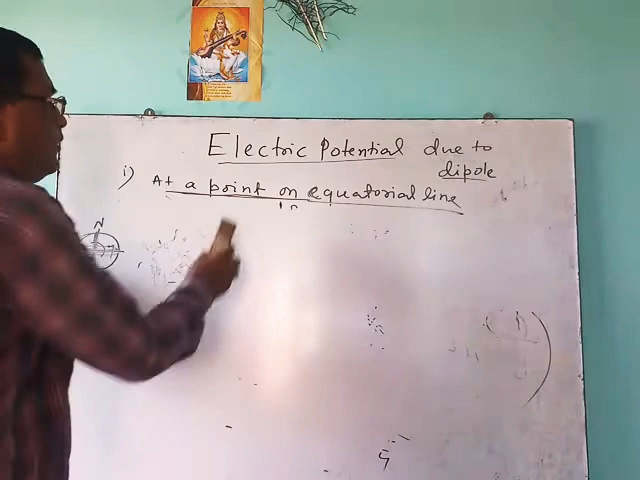 Electric Potential due to
dipole
i) At a point on equatorial line
N